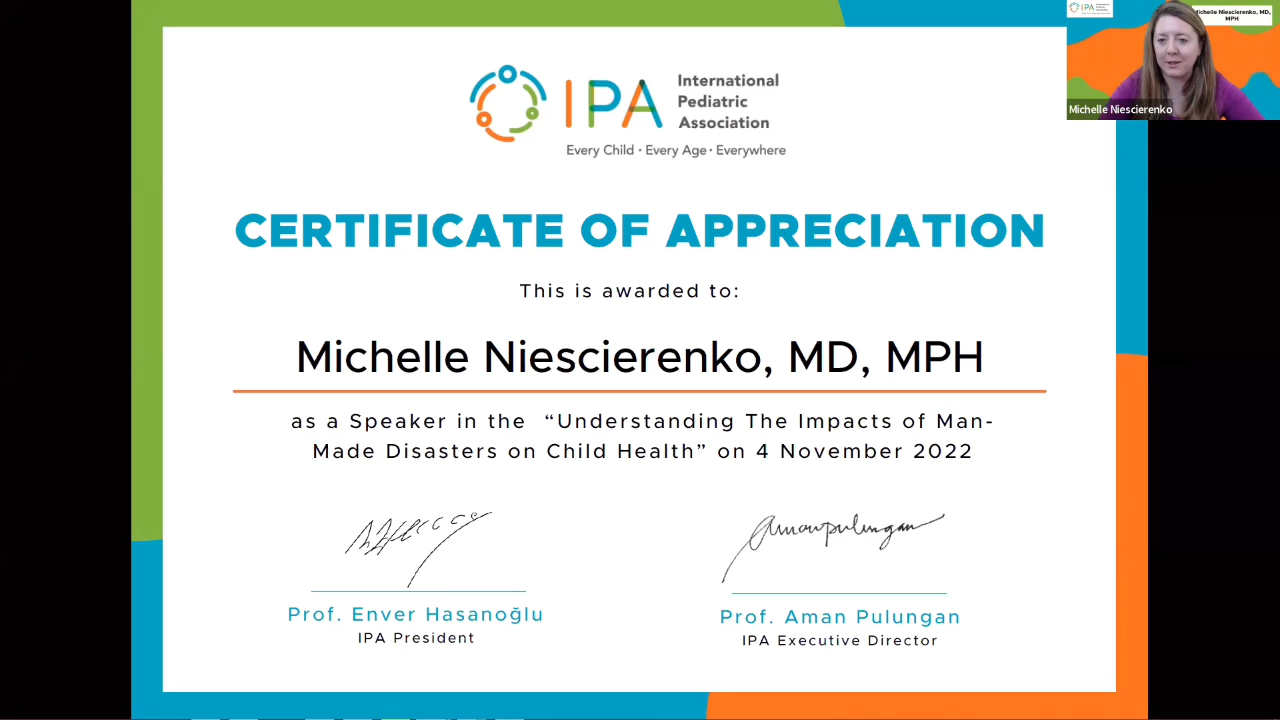 IPA
International
Pediatric
Association
Every Child · Every Age · Everywhere
CERTIFICATE OF APPRECIATION
This is awarded to:
Michelle Niescierenko, MD, MPH
as a Speaker in the “Understanding The Impacts of Man-
Made Disasters on Child Health” on 4 November 2022
Prof. Enver Hasanoğlu
IPA President
Prof. Aman Pulungan
IPA Executive Director
IPA
Michelle Niescierenko, MD,
MPH
Michelle Niescierenko